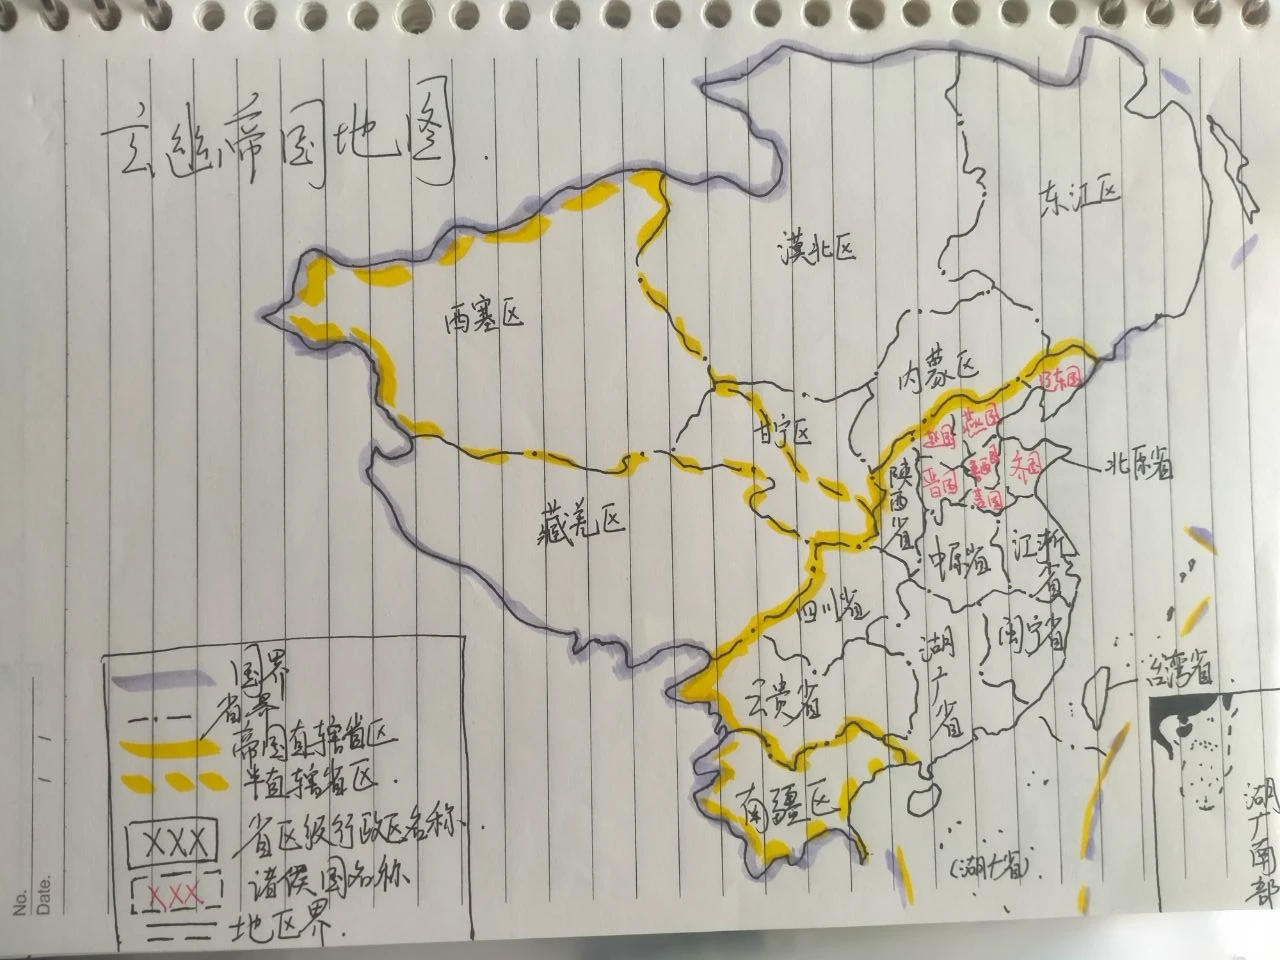 玄幽帝国地图.
东江区
漠北区
西塞区
内蒙区
辽东国
甘宁区
赵国
燕国
北原省
陕西省
晋国
齐国
鲁国
藏羌区
中原省
江浙省
四川省
湖广省
闽宁省
云贵省
台湾省.
南疆区
(湖广省)
湖广南部
国界
省界
帝国直辖省区
半直辖省区.
XXX
省区级行政区名称.
XXX
诸侯国名称
地区界.
No.
Date.